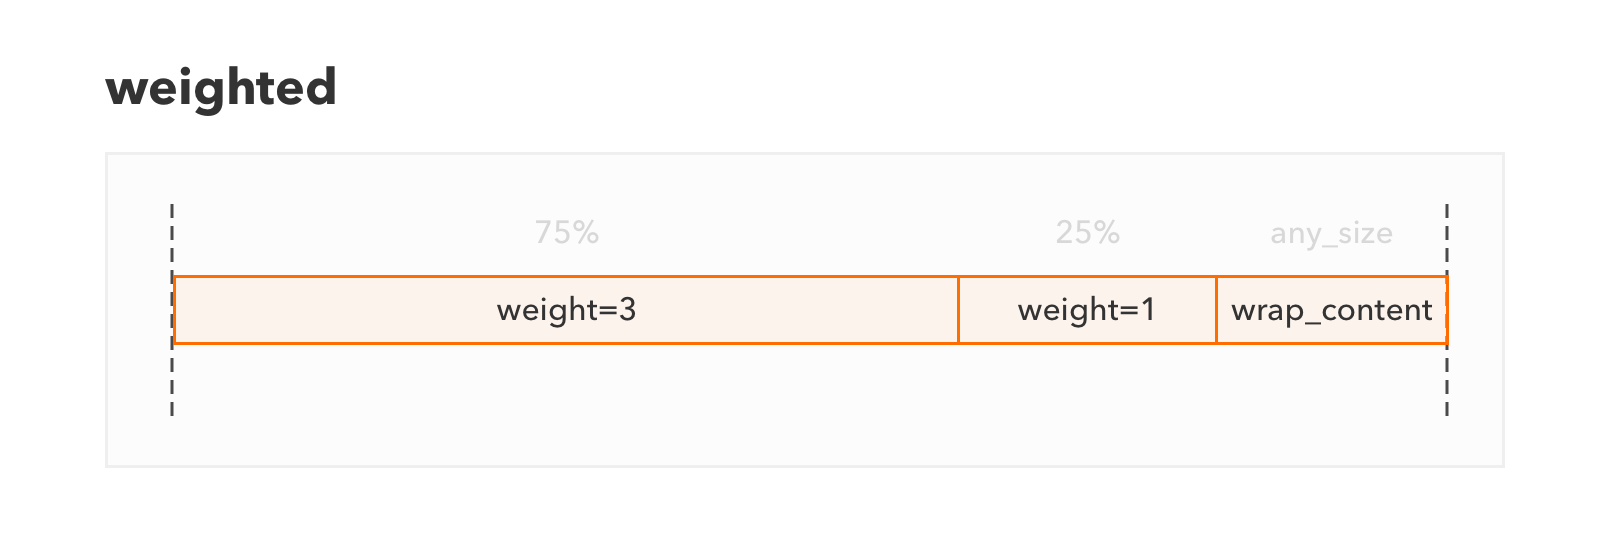 weighted
75% 25% any_size
weight=3 weight=1 wrap_content